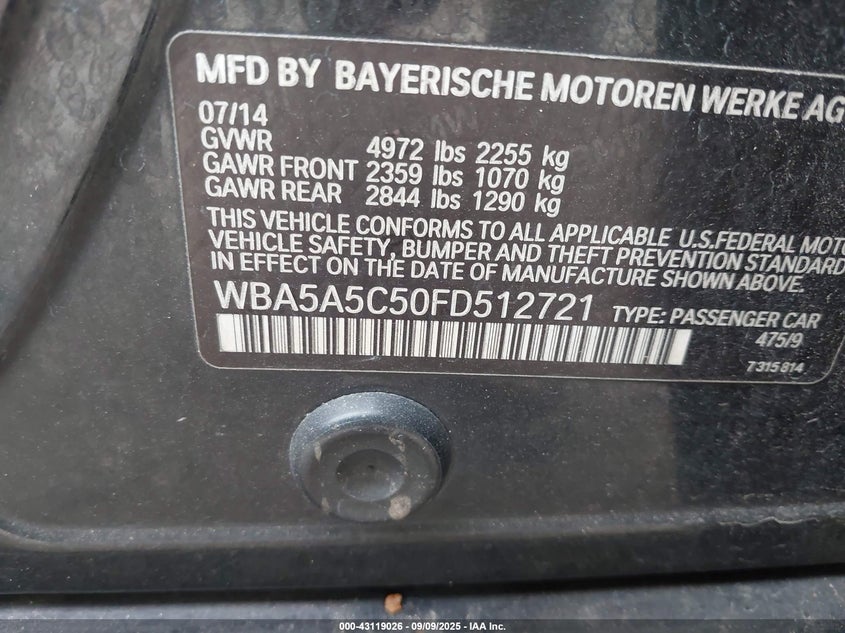 MFD BY BAYERISCHE MOTOREN WERKE AG
07/14
GVWR 4972 lbs 2255 kg
GAWR FRONT 2359 lbs 1070 kg
GAWR REAR 2844 lbs 1290 kg
THIS VEHICLE CONFORMS TO ALL APPLICABLE U.S.FEDERAL MOTO
VEHICLE SAFETY, BUMPER AND THEFT PREVENTION STANDARD
IN EFFECT ON THE DATE OF MANUFACTURE SHOWN ABOVE.
WBA5A5C50FD512721 TYPE: PASSENGER CAR
475/9
7315814
000-43119026 - 09/09/2025 - IAA Inc.